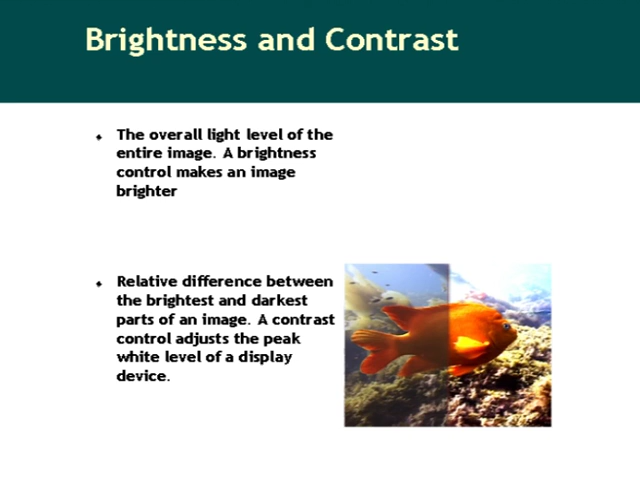 Brightness and Contrast
The overall light level of the
entire image. A brightness
control makes an image
brighter
Relative difference between
the brightest and darkest
parts of an image. A contrast
control adjusts the peak
white level of a display
device.